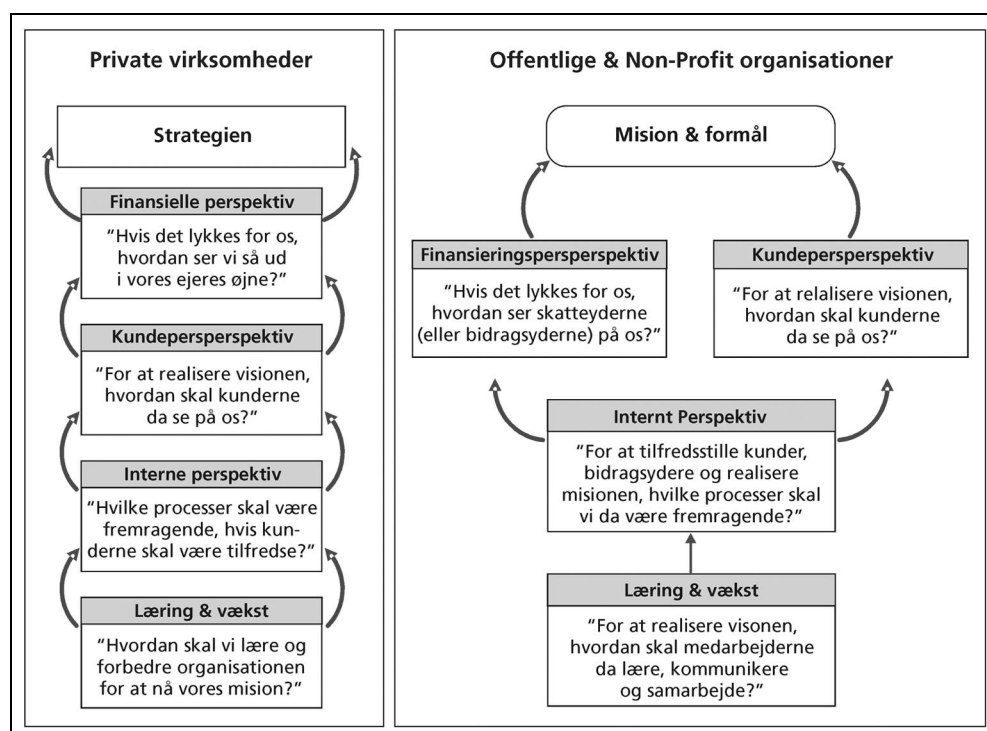 Private virksomheder
Strategien
Finansielle perspektiv
“Hvis det lykkes for os,
hvordan ser vi så ud
i vores ejeres øjne?”
Kundepersperspektiv
“For at realisere visionen,
hvordan skal kunderne
da se på os?”
Interne perspektiv
“Hvilke processer skal være
fremragende, hvis kun-
derne skal være tilfredse?”
Læring & vækst
“Hvordan skal vi lære og
forbedre organisationen
for at nå vores mision?”
Offentlige & Non-Profit organisationer
Mision & formål
Finansieringspersperspektiv
“Hvis det lykkes for os,
hvordan ser skatteyderne
(eller bidragsyderne) på os?”
Kundepersperspektiv
“For at relalisere visionen,
hvordan skal kunderne
da se på os?”
Internt Perspektiv
“For at tilfredsstille kunder,
bidragsydere og realisere
misionen, hvilke processer skal
vi da være fremragende?”
Læring & vækst
“For at realisere visonen,
hvordan skal medarbejderne
da lære, kommunikere
og samarbejde?”